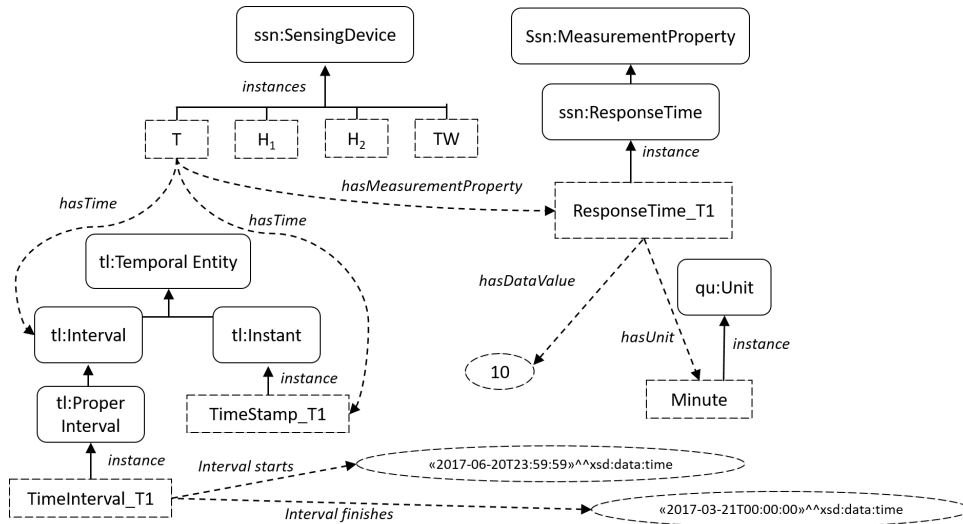 ssn:SensingDevice
Ssn:MeasurementProperty
instances
ssn:ResponseTime
T
H₁
H₂
TW
instance
hasMeasurementProperty
hasTime
hasTime
ResponseTime_T1
tl:Temporal Entity
hasDataValue
qu:Unit
tl:Interval
tl:Instant
hasUnit
instance
10
instance
tl:Proper
Interval
TimeStamp_T1
Minute
instance
Interval starts
«2017-06-20T23:59:59»^^xsd:data:time
TimeInterval_T1
Interval finishes
«2017-03-21T00:00:00»^^xsd:data:time